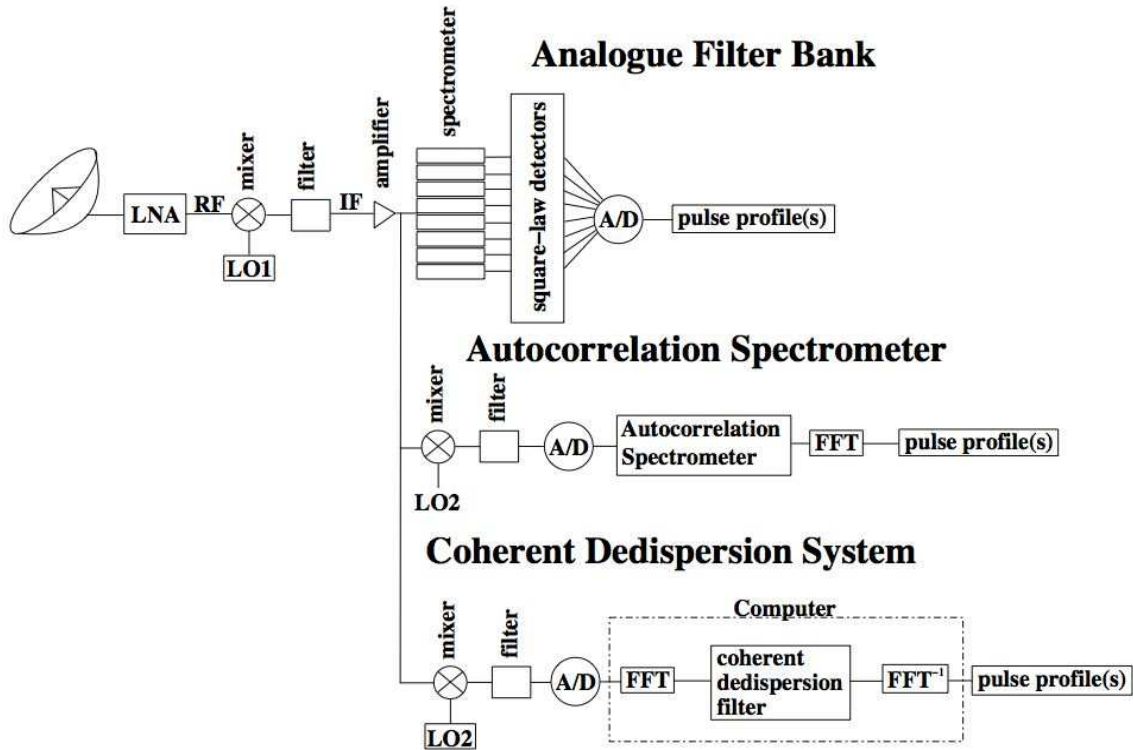 Analogue Filter Bank
spectrometer
amplifier
mixer
filter
square-law detectors
LNA
RF
IF
A/D
pulse profile(s)
LO1
Autocorrelation Spectrometer
mixer
filter
A/D
Autocorrelation
Spectrometer
FFT
pulse profile(s)
LO2
Coherent Dedispersion System
mixer
filter
Computer
A/D
FFT
coherent
dedispersion
filter
FFT⁻¹
pulse profile(s)
LO2